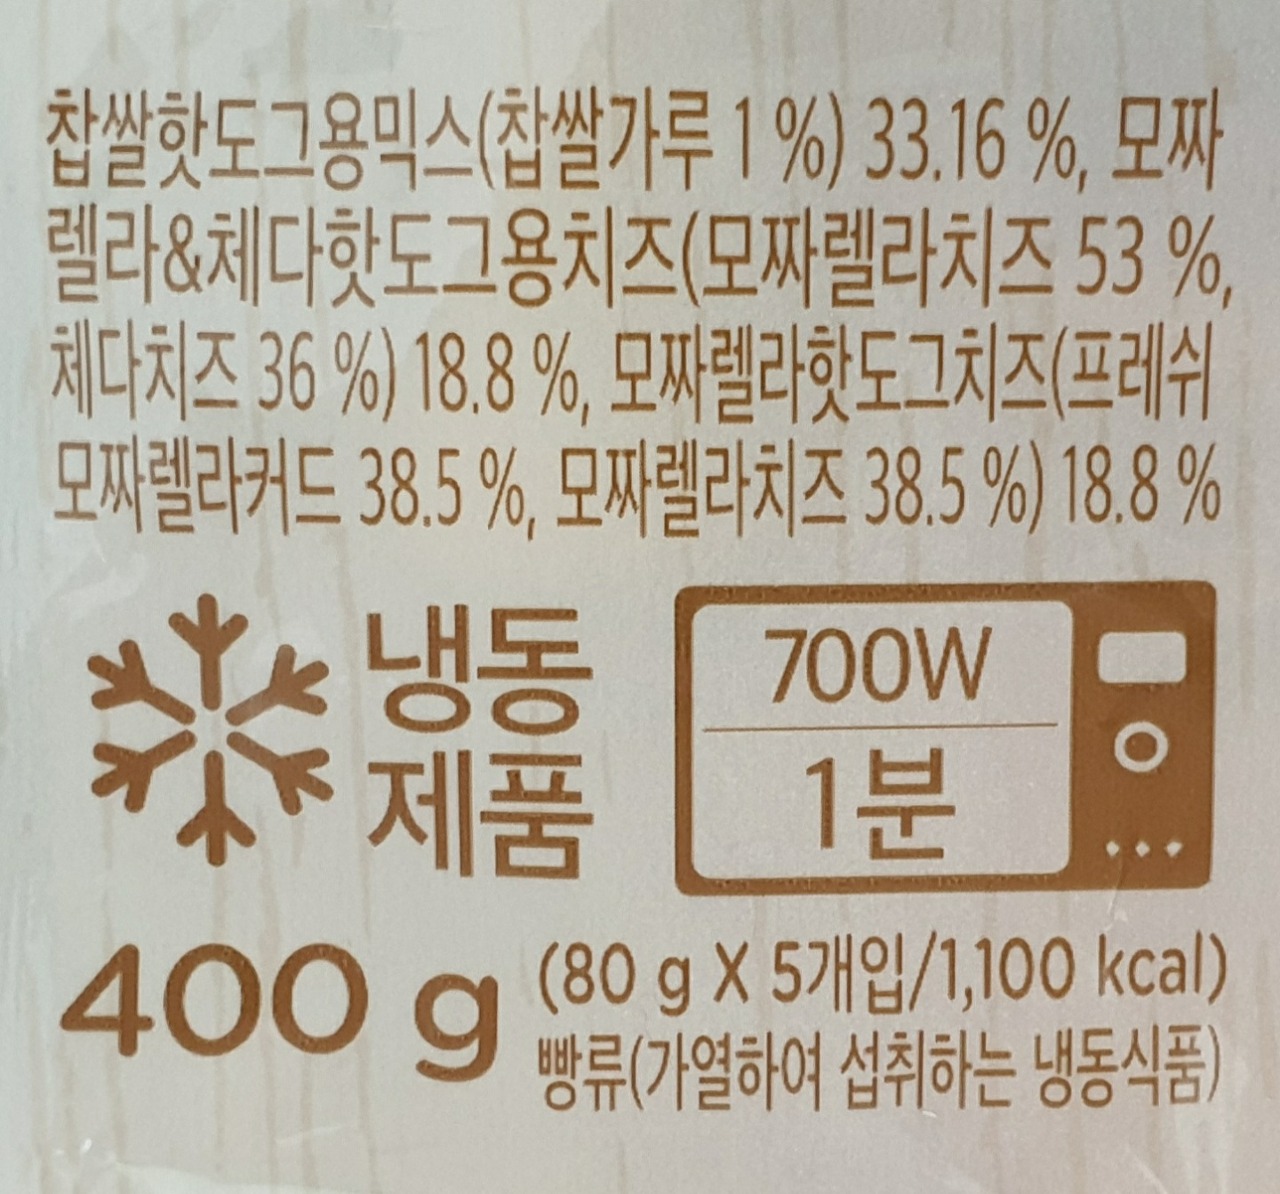 찹쌀핫도그용믹스(찹쌀가루 1 %) 33.16 %, 모짜
렐라&체다핫도그용치즈(모짜렐라치즈 53 %,
체다치즈 36 %) 18.8 %, 모짜렐라핫도그치즈(프레쉬
모짜렐라커드 38.5 %, 모짜렐라치즈 38.5 %) 18.8 %
냉동
제품
700W
1분
400 g
(80 g X 5개입/1,100 kcal)
빵류(가열하여 섭취하는 냉동식품)